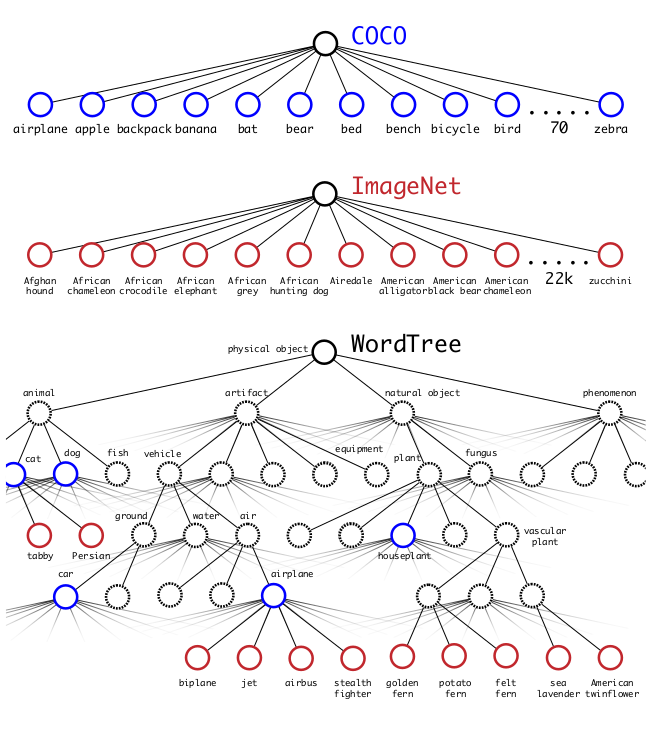 COCO
airplane apple backpack banana bat bear bed bench bicycle bird ..... zebra
70
ImageNet
Afghan hound
African chameleon
African crocodile
African elephant
African grey
African hunting dog
Airedale
American alligator
American black bear
American chameleon
.....
22k
zucchini
WordTree
physical object
animal artifact natural object phenomenon
cat dog fish vehicle equipment plant fungus
ground water air
vascular plant
tabby Persian houseplant
car airplane
biplane jet airbus
stealth fighter
golden fern
potato fern
felt fern
sea lavender
American twinflower